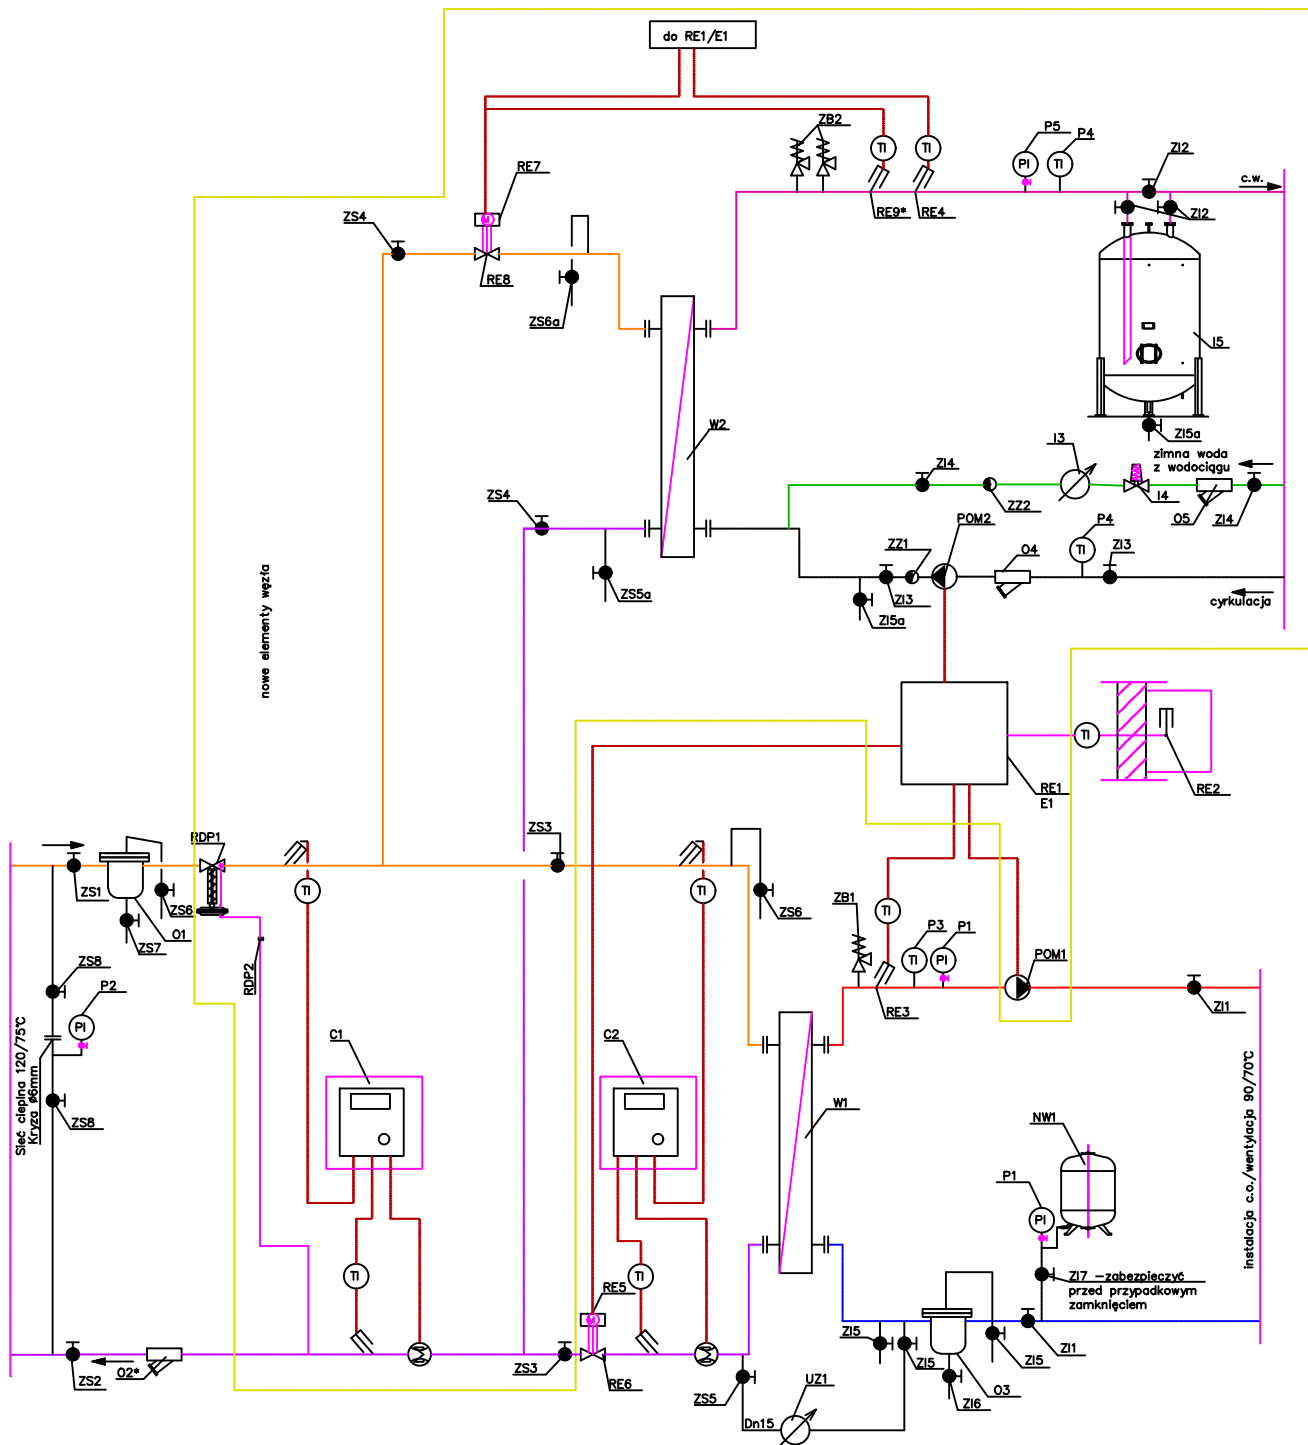 do RE1/E1
ZB2
P5
P4
TI
TI
PI
TI
ZI2
RE7
c.w.
ZS4
M
RE9*
RE4
ZI2
RE8
ZS6a
I5
W2
I3
ZI5a
zimna woda
z wodociągu
ZI4
ZS4
ZZ2
I4
O5
ZI4
POM2
P4
ZZ1
O4
TI
ZI3
ZS5a
ZI3
ZI5a
cyrkulacja
nowe elementy węzła
TI
RE1
E1
RE2
RDP1
ZS3
ZS1
TI
TI
ZS6
ZS7
O1
ZS6
ZB1
TI
P3
P1
TI
PI
POM1
ZS8
P2
RDP2
PI
RE3
ZI1
C1
C2
Sieć cieplna 120/75°C
Kryza ø6mm
ZS8
W1
NW1
P1
PI
instalacja c.o./wentylacja 90/70°C
TI
TI
RE5
M
ZI7 –zabezpieczyć
przed przypadkowym
zamknięciem
ZI5
ZI5
ZI5
ZI1
ZS2
O2*
ZS3
RE6
ZS5
UZ1
ZI6
O3
Dn15